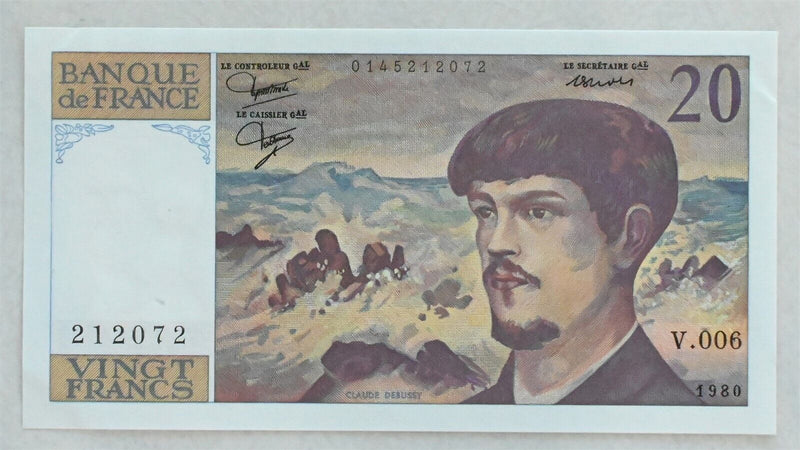 BANQUE
de FRANCE
LE CONTROLEUR GAL
0145212072
LE SECRÉTAIRE GAL
20
LE CAISSIER GAL
212072
V.006
VINGT
FRANCS
CLAUDE DEBUSSY
1980